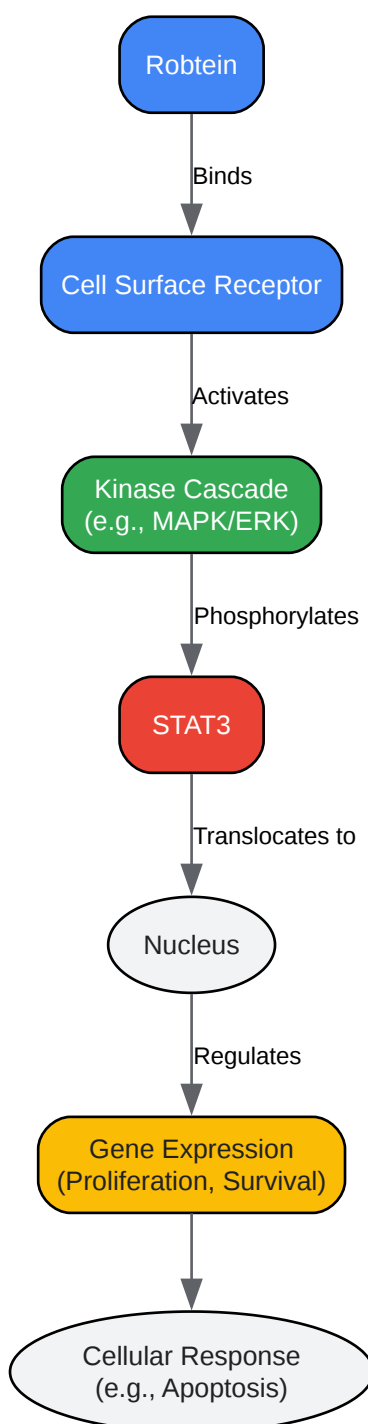 Robtein
Binds
Cell Surface Receptor
Activates
Kinase Cascade
(e.g., MAPK/ERK)
Phosphorylates
STAT3
Translocates to
Nucleus
Regulates
Gene Expression
(Proliferation, Survival)
Cellular Response
(e.g., Apoptosis)